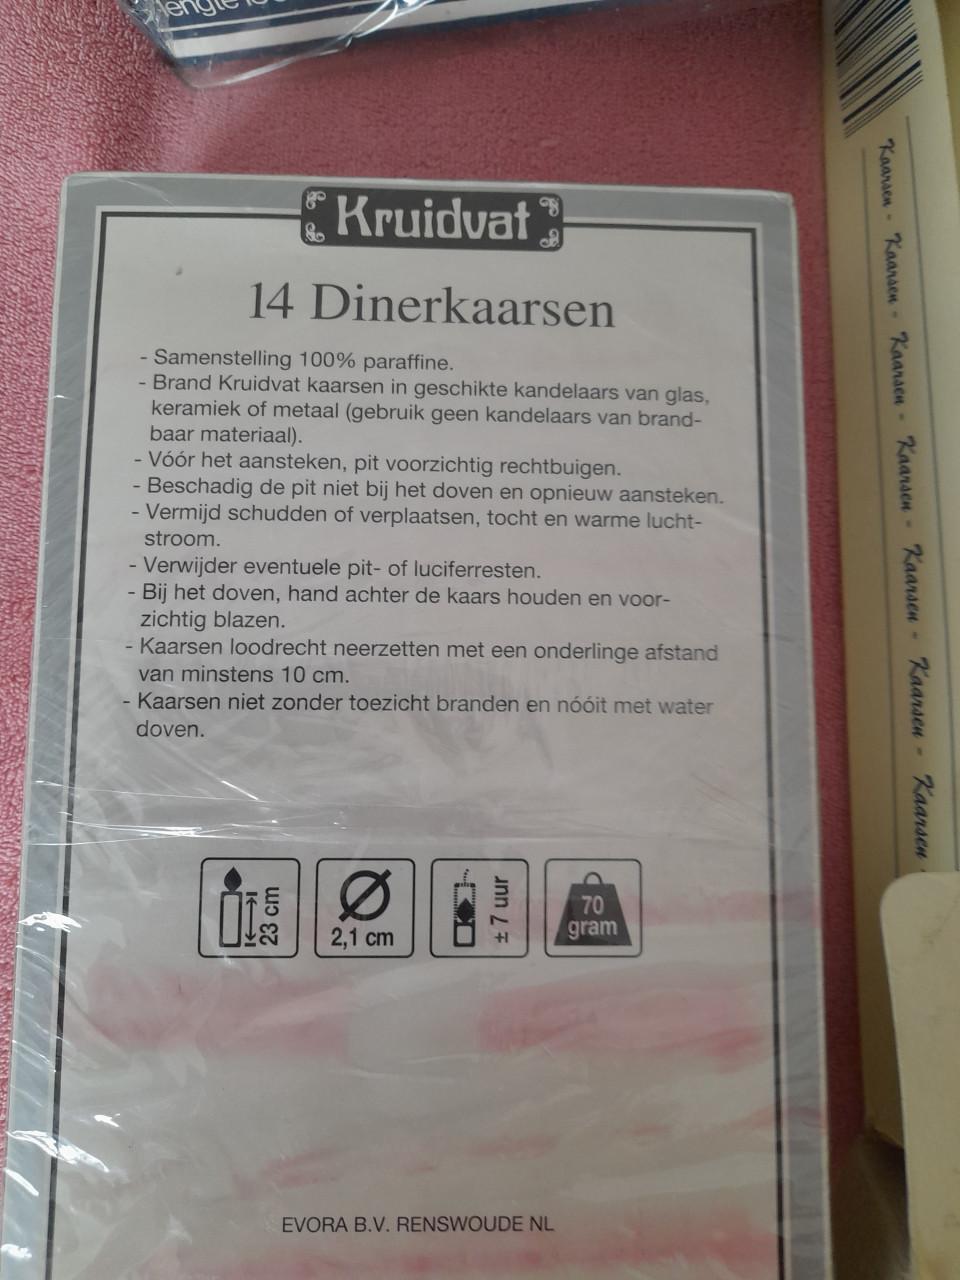 lengte
Kruidvat
14 Dinerkaarsen
- Samenstelling 100% paraffine.
- Brand Kruidvat kaarsen in geschikte kandelaars van glas,
keramiek of metaal (gebruik geen kandelaars van brand-
baar materiaal).
- Vóór het aansteken, pit voorzichtig rechtbuigen.
- Beschadig de pit niet bij het doven en opnieuw aansteken.
- Vermijd schudden of verplaatsen, tocht en warme lucht-
stroom.
- Verwijder eventuele pit- of luciferresten.
- Bij het doven, hand achter de kaars houden en voor-
zichtig blazen.
- Kaarsen loodrecht neerzetten met een onderlinge afstand
van minstens 10 cm.
- Kaarsen niet zonder toezicht branden en nóóit met water
doven.
23 cm
2,1 cm
± 7 uur
70
gram
EVORA B.V. RENSWOUDE NL
Kaarsen - Kaarsen - Kaarsen - Kaarsen - Kaarsen - Kaarsen - Kaarsen